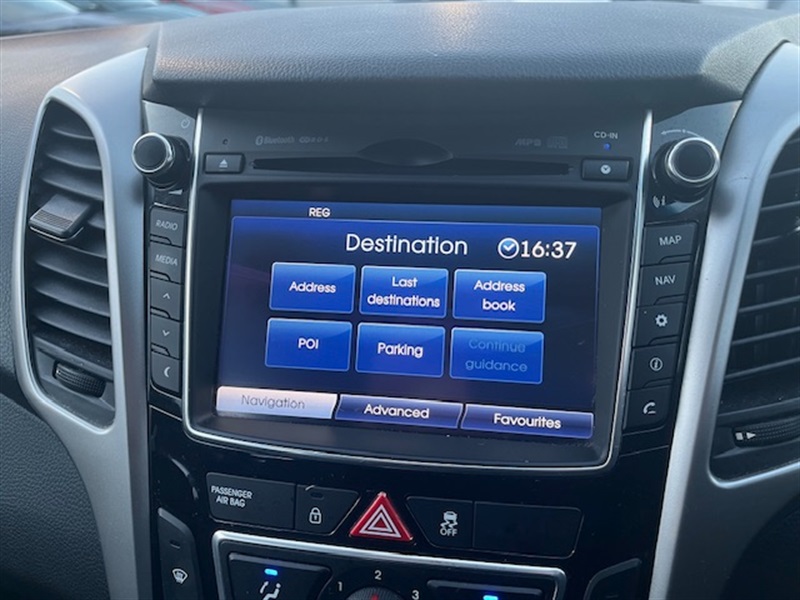 Bluetooth
MP3
CD-IN
REG
Destination
16:37
Address
Last
destinations
Address
book
POI
Parking
Continue
guidance
Navigation
Advanced
Favourites
RADIO
MEDIA
MAP
NAV
PASSENGER
AIR BAG
OFF
1
2
3